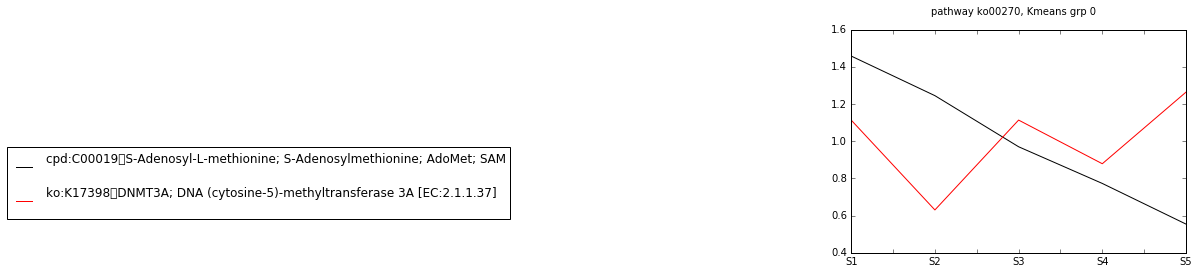 pathway ko00270, Kmeans grp 0
1.6
1.4
1.2
1.0
0.8
0.6
0.4
S1 S2 S3 S4 S5
cpd:C00019▯S-Adenosyl-L-methionine; S-Adenosylmethionine; AdoMet; SAM
ko:K17398▯DNMT3A; DNA (cytosine-5)-methyltransferase 3A [EC:2.1.1.37]